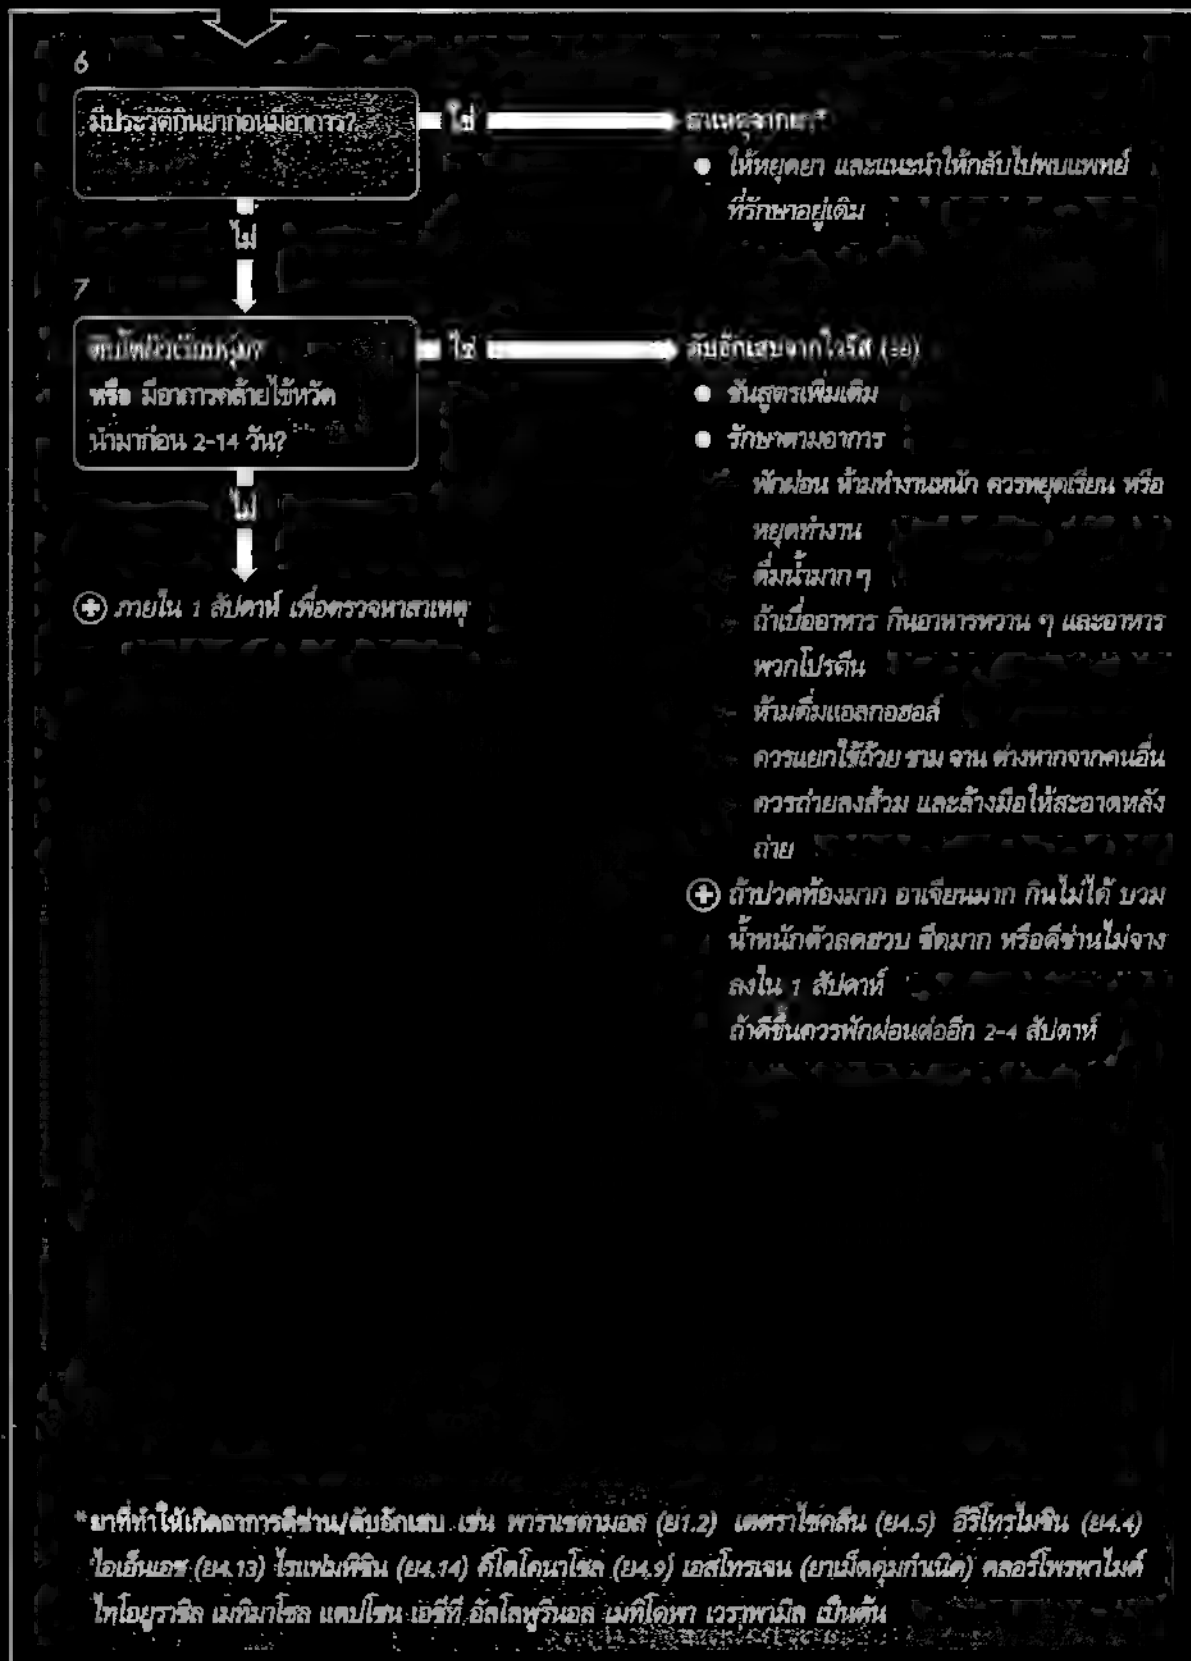 6
มีประวัติกินยาก่อนมีอาการ?
ใช่
สาเหตุจากยา*
● ให้หยุดยา และแนะนำให้กลับไปพบแพทย์
ที่รักษาอยู่เดิม
ไม่
7
ตับโตผิวเรียบนุ่ม?
หรือ มีอาการคล้ายไข้หวัด
นำมาก่อน 2-14 วัน?
ใช่
ตับอักเสบจากไวรัส
● ชันสูตรเพิ่มเติม
● รักษาตามอาการ
พักผ่อน ห้ามทำงานหนัก ควรหยุดเรียน หรือ
หยุดทำงาน
ดื่มน้ำมาก ๆ
ถ้าเบื่ออาหาร กินอาหารหวาน ๆ และอาหาร
พวกโปรตีน
ห้ามดื่มแอลกอฮอล์
ควรแยกใช้ถ้วย ชาม จาน ต่างหากจากคนอื่น
ควรถ่ายลงส้วม และล้างมือให้สะอาดหลัง
ถ่าย
ถ้าปวดท้องมาก อาเจียนมาก กินไม่ได้ บวม
น้ำหนักตัวลดฮวบ ซีดมาก หรือดีซ่านไม่จาง
ลงใน 1 สัปดาห์
ถ้าดีขึ้นควรพักผ่อนต่ออีก 2-4 สัปดาห์
ไม่
ภายใน 1 สัปดาห์ เพื่อตรวจหาสาเหตุ
*ยาที่ทำให้เกิดอาการดีซ่าน/ตับอักเสบ เช่น พาราเซตามอล (ย1.2) เตตราไซคลีน (ย4.5) อีริโทรไมซิน (ย4.4)
ไอเอ็นเอช (ย4.13) ไรแฟมพิซิน (ย4.14) คีโตโคนาโซล (ย4.9) เอสโทรเจน (ยาเม็ดคุมกำเนิด) คลอร์โพรพาไมด์
ไทโอยูราซิล เมทิมาโซล แดปโซน เอซีที อัลโลพูรินอล เมทิโดพา เวราพามิล เป็นต้น